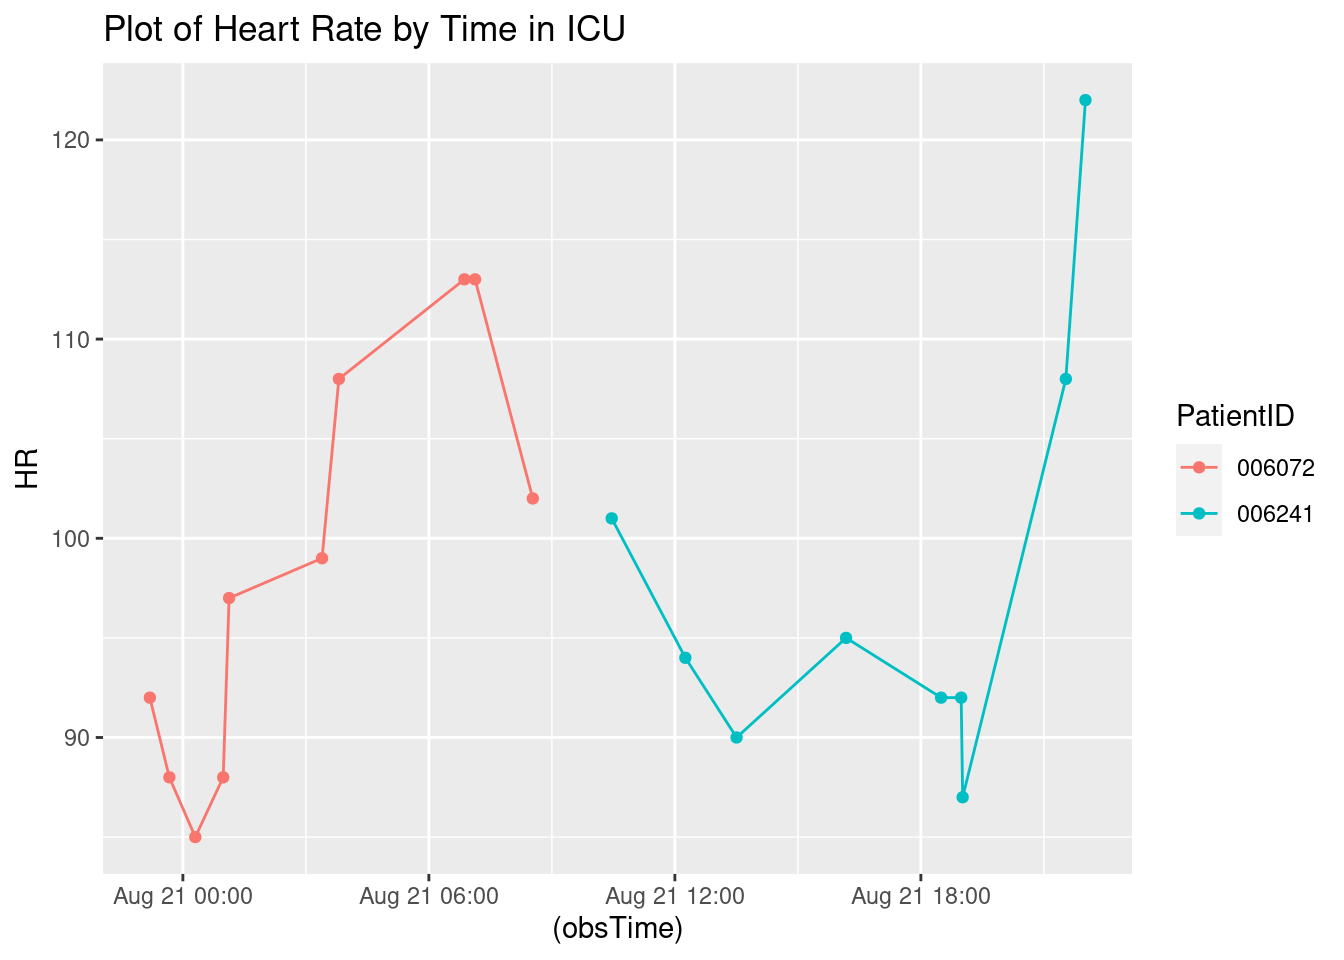 Plot of Heart Rate by Time in ICU
120
110
100
90
HR
Aug 21 00:00
Aug 21 06:00
Aug 21 12:00
Aug 21 18:00
(obsTime)
PatientID
006072
006241